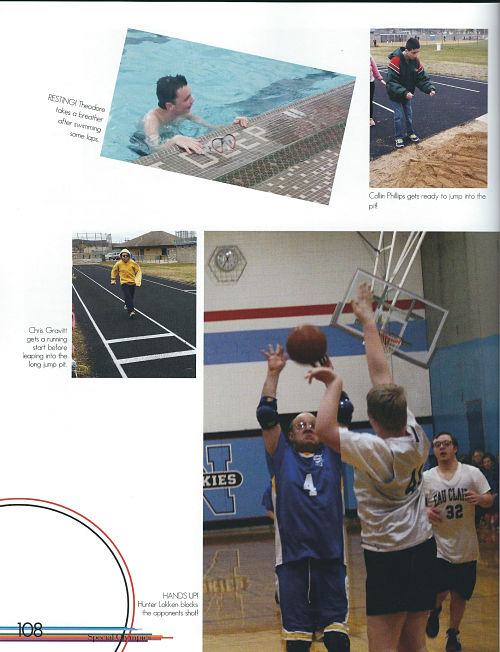 RESTING! Theodore
takes a breather
after swimming
some laps.
DEEP
Collin Phillips gets ready to jump into the
pit!
Chris Gravitt
gets a running
start before
leaping into the
long jump pit.
N
KIES
4
EAU CLAIRE
32
HANDS UP!
Hunter Lokken blocks
the opponents shot!
108
Special Olympics